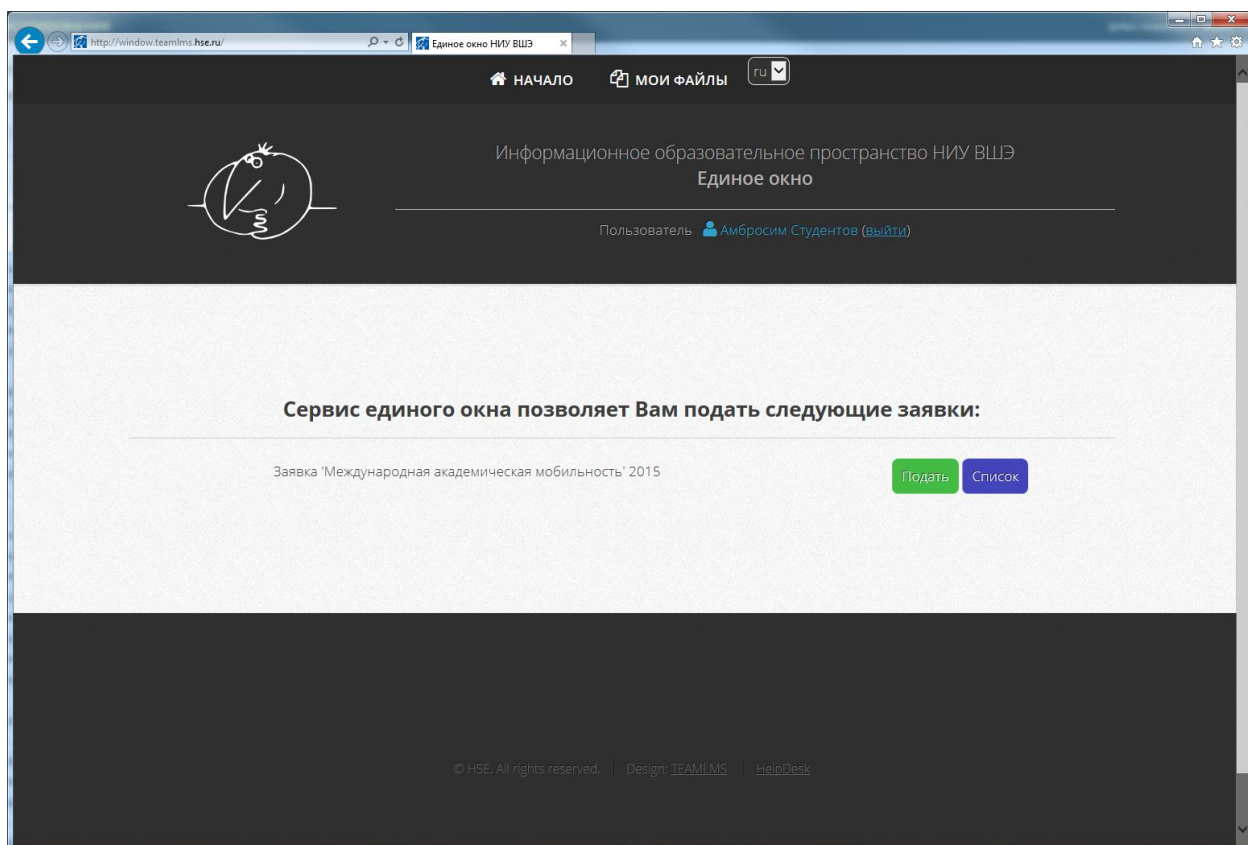 http://window.teamlms.hse.ru/
Единое окно НИУ ВШЭ
НАЧАЛО
МОИ ФАЙЛЫ
ru
Информационное образовательное пространство НИУ ВШЭ
Единое окно
Пользователь Амбросим Студентов (выйти)
Сервис единого окна позволяет Вам подать следующие заявки:
Заявка 'Международная академическая мобильность' 2015
Подать
Список
© HSE. All rights reserved.
Design: TEAMLMS
HelpDesk